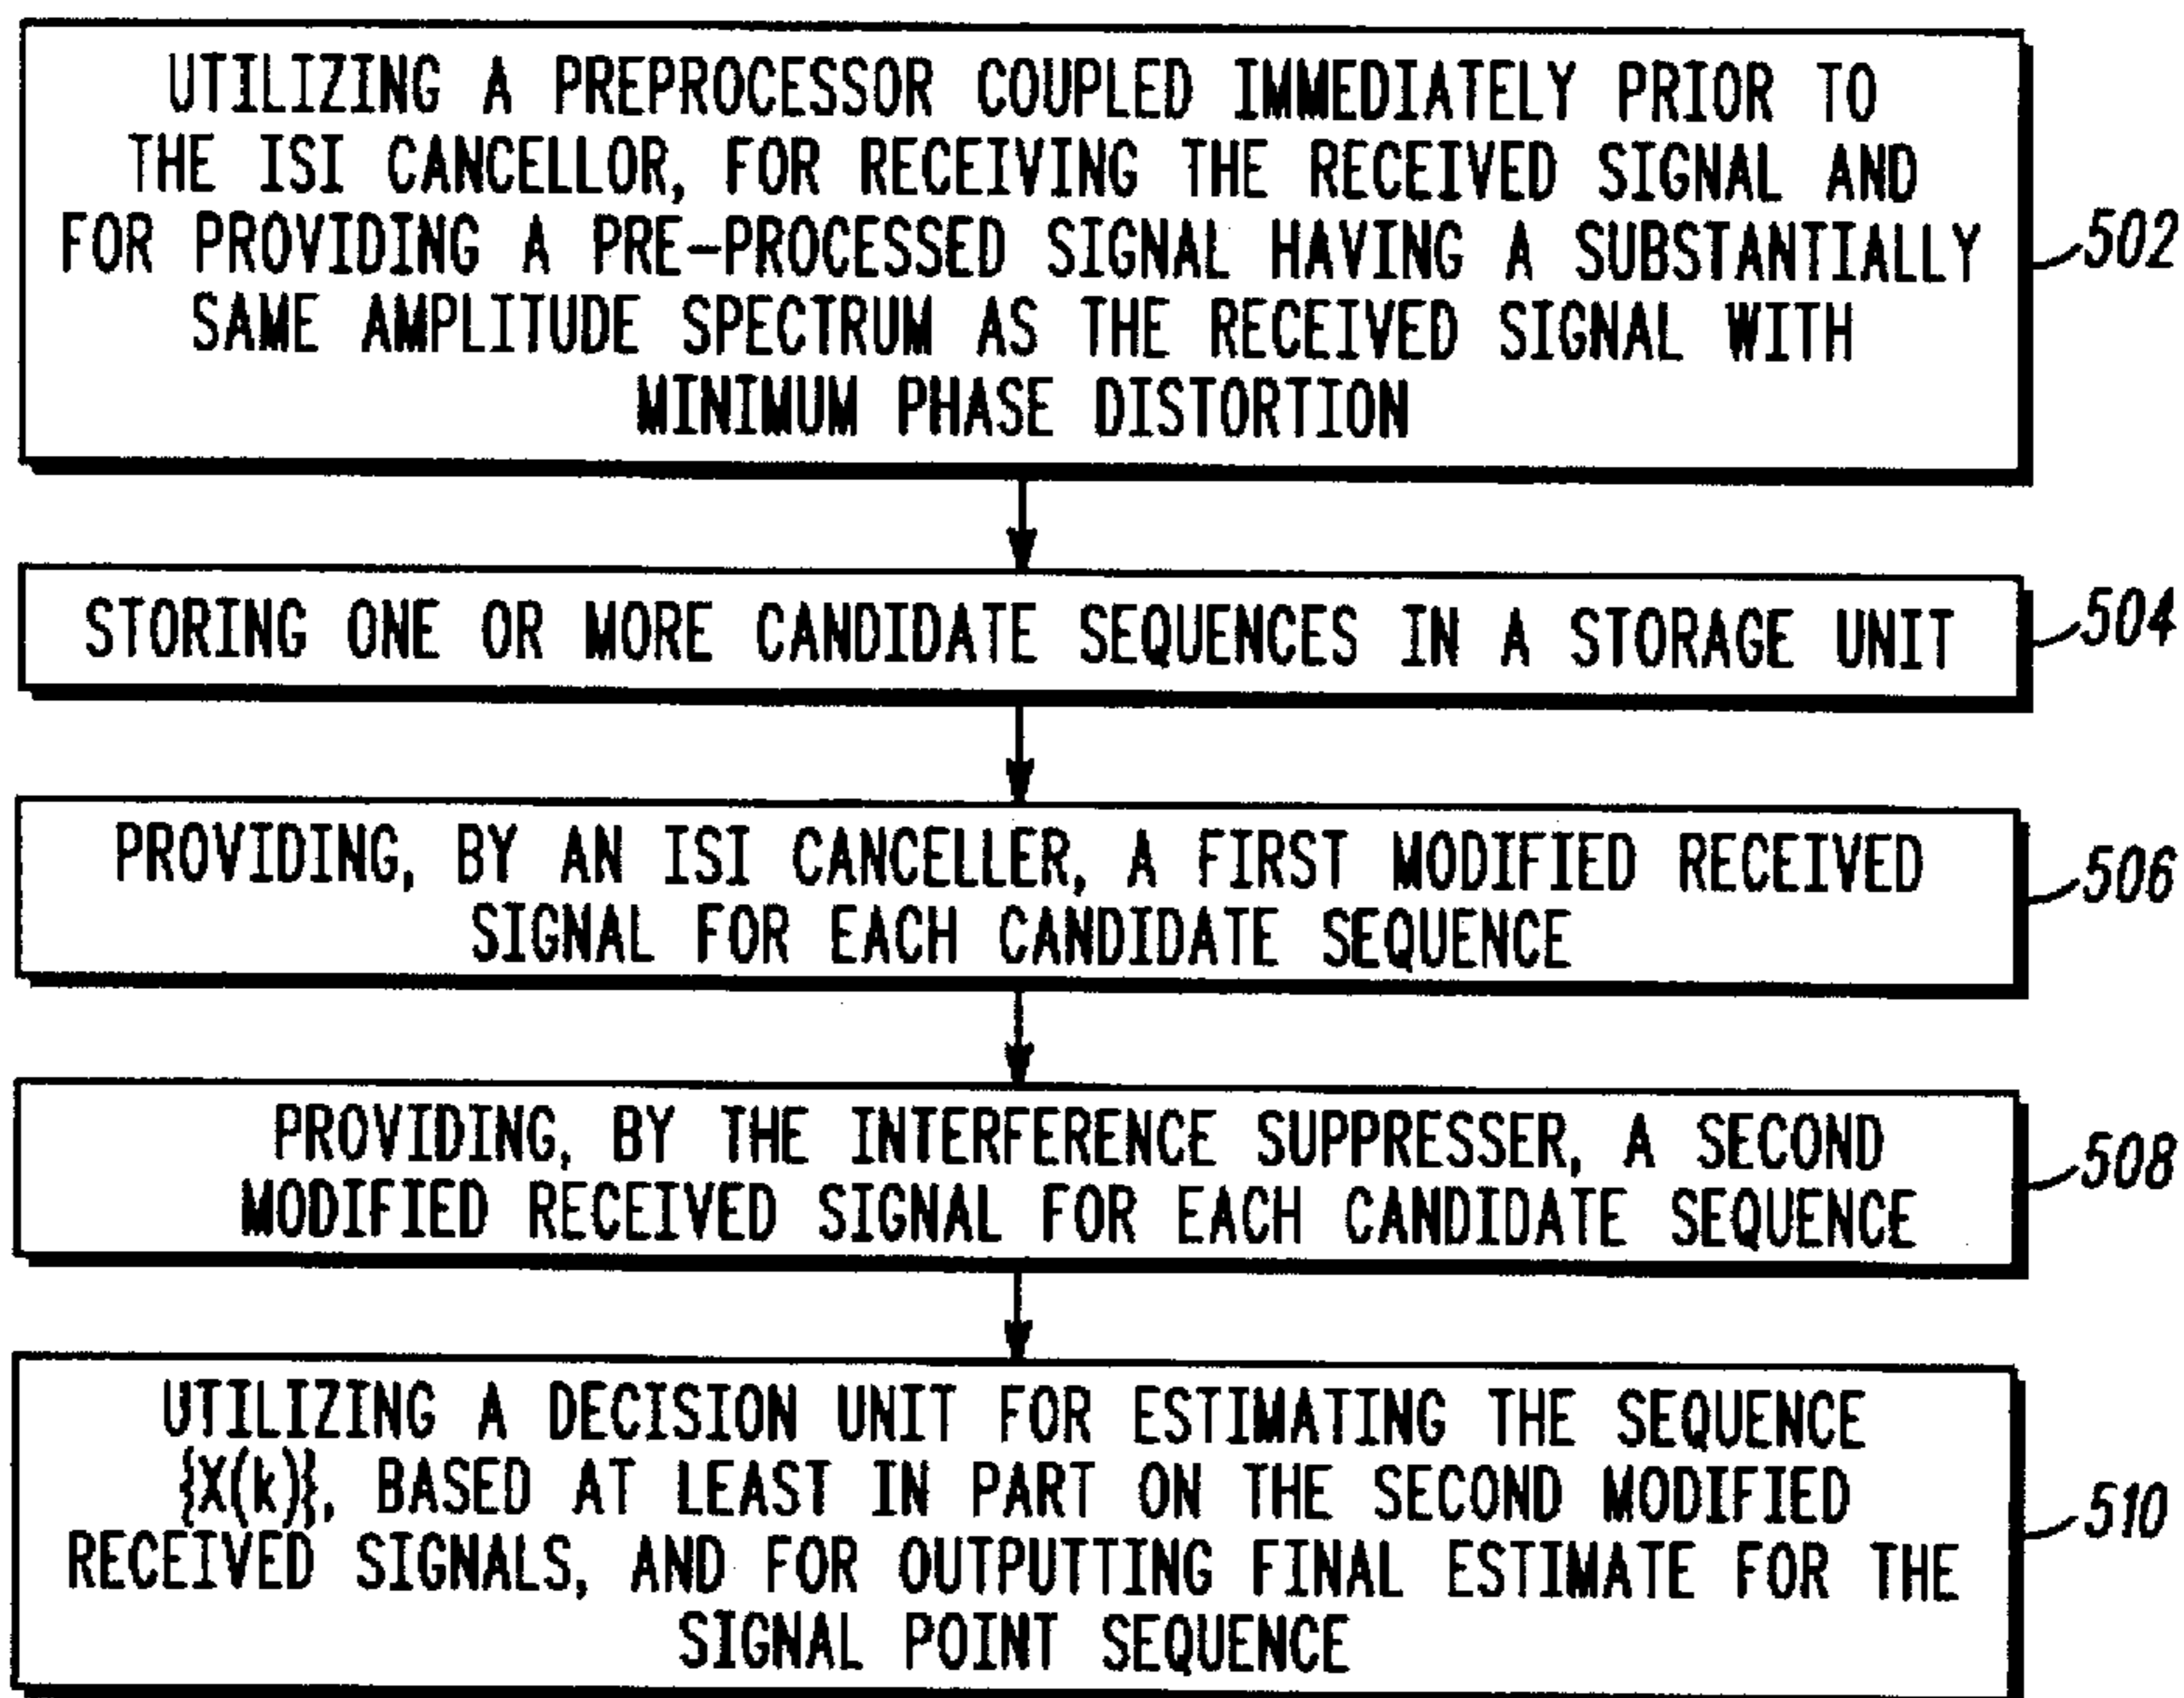 UTILIZING A PREPROCESSOR COUPLED IMMEDIATELY PRIOR TO
THE ISI CANCELLOR, FOR RECEIVING THE RECEIVED SIGNAL AND
FOR PROVIDING A PRE-PROCESSED SIGNAL HAVING A SUBSTANTIALLY
SAME AMPLITUDE SPECTRUM AS THE RECEIVED SIGNAL WITH
MINIMUM PHASE DISTORTION
502
STORING ONE OR MORE CANDIDATE SEQUENCES IN A STORAGE UNIT
504
PROVIDING, BY AN ISI CANCELLER, A FIRST MODIFIED RECEIVED
SIGNAL FOR EACH CANDIDATE SEQUENCE
506
PROVIDING, BY THE INTERFERENCE SUPPRESSER, A SECOND
MODIFIED RECEIVED SIGNAL FOR EACH CANDIDATE SEQUENCE
508
UTILIZING A DECISION UNIT FOR ESTIMATING THE SEQUENCE
{X(k)}, BASED AT LEAST IN PART ON THE SECOND MODIFIED
RECEIVED SIGNALS, AND FOR OUTPUTTING FINAL ESTIMATE FOR THE
SIGNAL POINT SEQUENCE
510